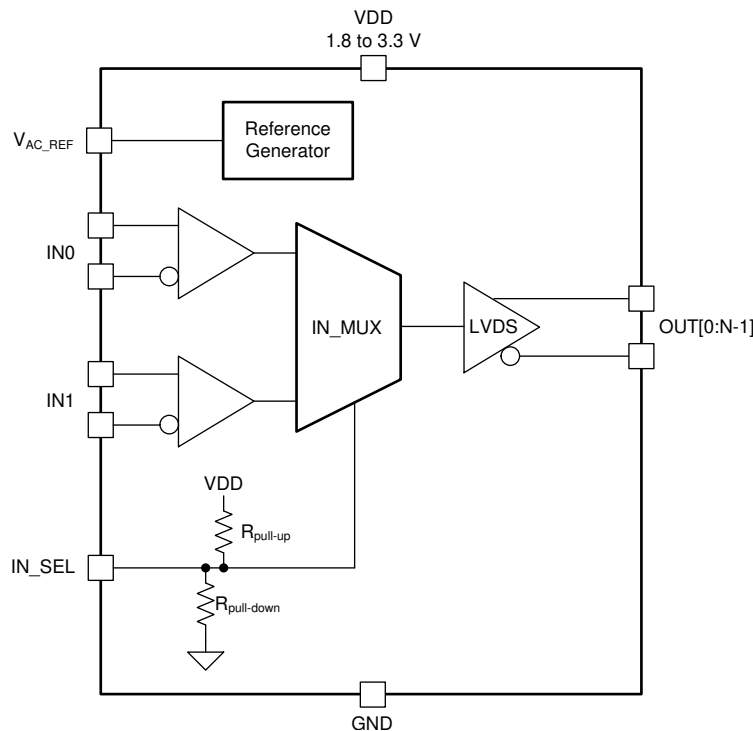 VDD
1.8 to 3.3 V
Reference
Generator
VAC_REF
IN0
IN_MUX
LVDS
OUT[0:N-1]
IN1
VDD
Rpull-up
IN_SEL
Rpull-down
GND